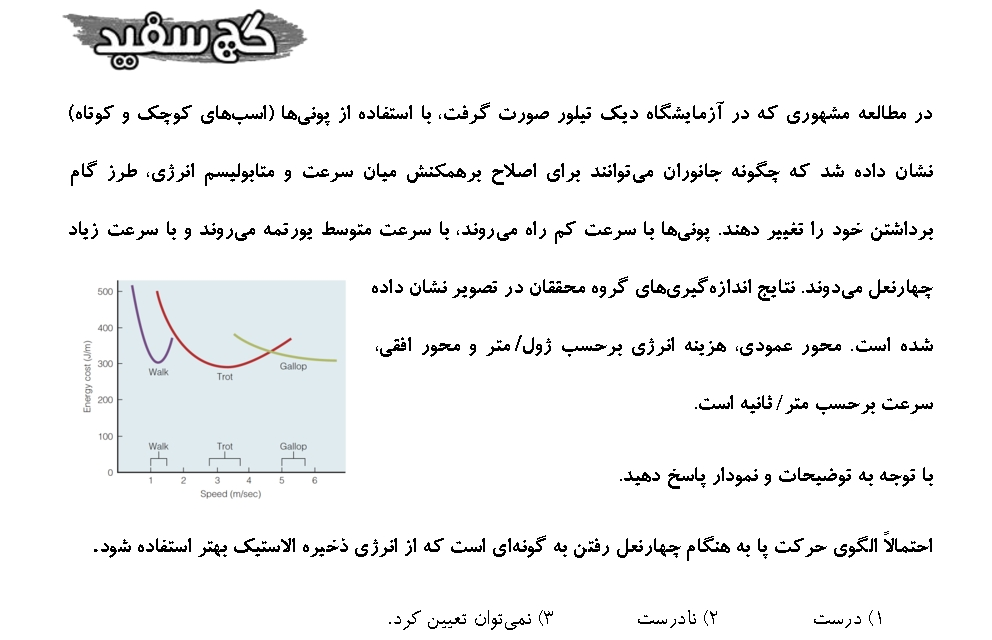 گچ سفید
در مطالعه مشهوری که در آزمایشگاه دیک تیلور صورت گرفت، با استفاده از پونی‌ها (اسب‌های کوچک و کوتاه)
نشان داده شد که چگونه جانوران می‌توانند برای اصلاح برهمکنش میان سرعت و متابولیسم انرژی، طرز گام
برداشتن خود را تغییر دهند. پونی‌ها با سرعت کم راه می‌روند، با سرعت متوسط یورتمه می‌روند و با سرعت زیاد
چهارنعل می‌دوند. نتایج اندازه‌گیری‌های گروه محققان در تصویر نشان داده
شده است. محور عمودی، هزینه انرژی برحسب ژول/متر و محور افقی،
سرعت برحسب متر/ثانیه است.
500
400
300
200
100
0
Energy cost (J/m)
Walk
Trot
Gallop
Walk
Trot
Gallop
1 2 3 4 5 6
Speed (m/sec)
با توجه به توضیحات و نمودار پاسخ دهید.
احتمالاً الگوی حرکت پا به هنگام چهارنعل رفتن به گونه‌ای است که از انرژی ذخیره الاستیک بهتر استفاده شود.
۱) درست ۲) نادرست ۳) نمی‌توان تعیین کرد.